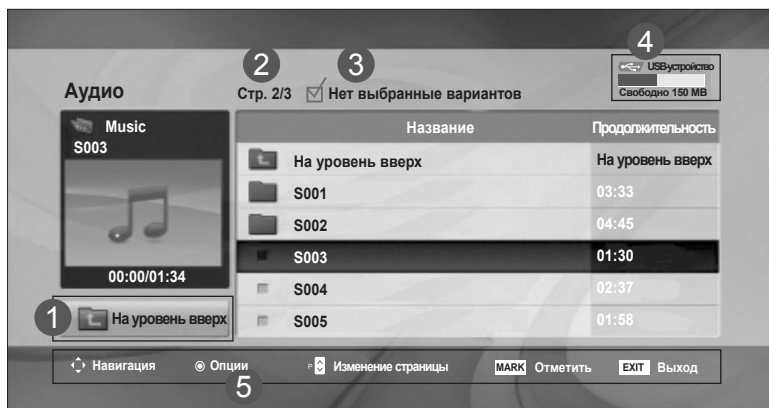 2 3 4
USB-устройство
Аудио Стр. 2/3 Нет выбранные вариантов Свободно 150 MB
Music
S003
00:00/01:34
1 На уровень вверх
Название Продолжительность
На уровень вверх На уровень вверх
S001 03:33
S002 04:45
S003 01:30
S004 02:37
S005 01:58
Навигация Опции P Изменение страницы MARK Отметить EXIT Выход
5